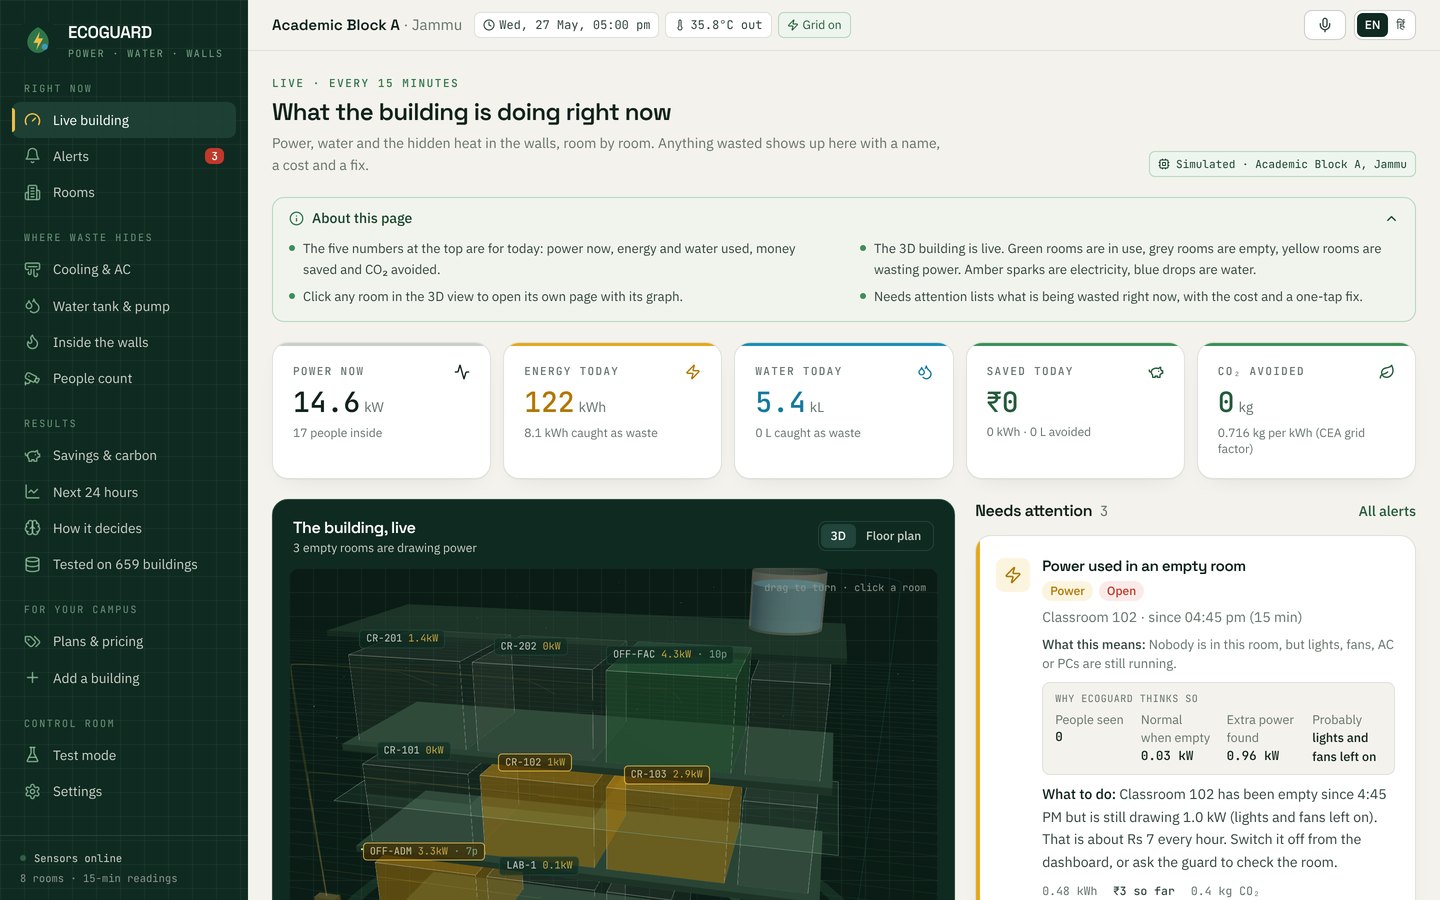 ECOGUARD
POWER · WATER · WALLS
RIGHT NOW
Live building
Alerts
3
Rooms
WHERE WASTE HIDES
Cooling & AC
Water tank & pump
Inside the walls
People count
RESULTS
Savings & carbon
Next 24 hours
How it decides
Tested on 659 buildings
FOR YOUR CAMPUS
Plans & pricing
Add a building
CONTROL ROOM
Test mode
Settings
Sensors online
8 rooms · 15-min readings
Academic Block A · Jammu
Wed, 27 May, 05:00 pm
35.8°C out
Grid on
EN
हिं
LIVE · EVERY 15 MINUTES
What the building is doing right now
Power, water and the hidden heat in the walls, room by room. Anything wasted shows up here with a name,
a cost and a fix.
Simulated · Academic Block A, Jammu
About this page
The five numbers at the top are for today: power now, energy and water used, money
saved and CO₂ avoided.
Click any room in the 3D view to open its own page with its graph.
The 3D building is live. Green rooms are in use, grey rooms are empty, yellow rooms are
wasting power. Amber sparks are electricity, blue drops are water.
Needs attention lists what is being wasted right now, with the cost and a one-tap fix.
POWER NOW
14.6 kW
17 people inside
ENERGY TODAY
122 kWh
8.1 kWh caught as waste
WATER TODAY
5.4 kL
0 L caught as waste
SAVED TODAY
₹0
0 kWh · 0 L avoided
CO₂ AVOIDED
0 kg
0.716 kg per kWh (CEA grid
factor)
The building, live
3 empty rooms are drawing power
3D
Floor plan
drag to turn · click a room
CR-201 1.4kW
CR-202 0kW
OFF-FAC 4.3kW · 10p
CR-101 0kW
CR-102 1kW
CR-103 2.9kW
OFF-ADM 3.3kW · 7p
LAB-1 0.1kW
Needs attention 3
All alerts
Power used in an empty room
Power
Open
Classroom 102 · since 04:45 pm (15 min)
What this means: Nobody is in this room, but lights, fans, AC
or PCs are still running.
WHY ECOGUARD THINKS SO
People seen
0
Normal
when empty
0.03 kW
Extra power
found
0.96 kW
Probably
lights and
fans left on
What to do: Classroom 102 has been empty since 4:45
PM but is still drawing 1.0 kW (lights and fans left on).
That is about Rs 7 every hour. Switch it off from the
dashboard, or ask the guard to check the room.
0.48 kWh ₹3 so far 0.4 kg CO₂